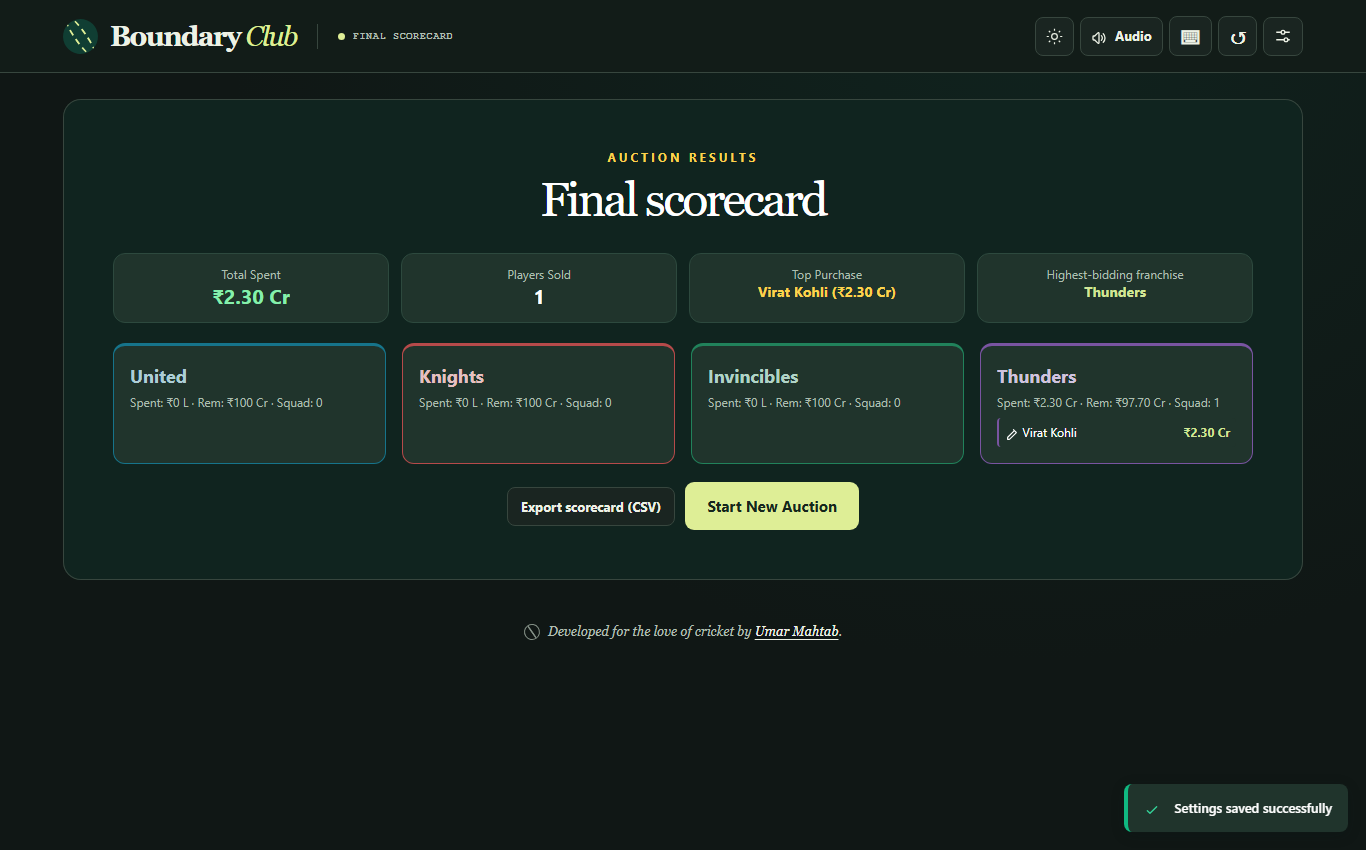 Boundary Club
FINAL SCORECARD
Audio
AUCTION RESULTS
Final scorecard
Total Spent
₹2.30 Cr
Players Sold
1
Top Purchase
Virat Kohli (₹2.30 Cr)
Highest-bidding franchise
Thunders
United
Spent: ₹0 L · Rem: ₹100 Cr · Squad: 0
Knights
Spent: ₹0 L · Rem: ₹100 Cr · Squad: 0
Invincibles
Spent: ₹0 L · Rem: ₹100 Cr · Squad: 0
Thunders
Spent: ₹2.30 Cr · Rem: ₹97.70 Cr · Squad: 1
Virat Kohli ₹2.30 Cr
Export scorecard (CSV)
Start New Auction
Developed for the love of cricket by Umar Mahtab.
Settings saved successfully